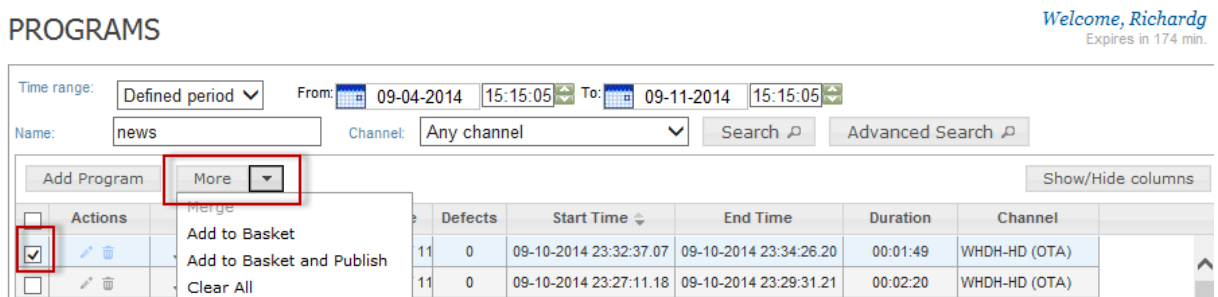 PROGRAMS
Welcome, Richardg
Expires in 174 min.
Time range: Defined period From: 09-04-2014 15:15:05 To: 09-11-2014 15:15:05
Name: news Channel: Any channel Search Advanced Search
Add Program More Show/Hide columns
Merge
Actions Defects Start Time End Time Duration Channel
Add to Basket
11 0 09-10-2014 23:32:37.07 09-10-2014 23:34:26.20 00:01:49 WHDH-HD (OTA)
Add to Basket and Publish
Clear All
11 0 09-10-2014 23:27:11.18 09-10-2014 23:29:31.21 00:02:20 WHDH-HD (OTA)